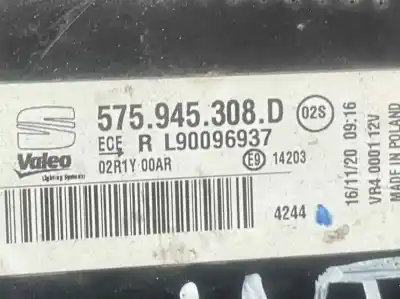 575.945.308.D 02S
ECE R L90096937
Valeo
Lighting Systems
02R1Y 00AR E9 14203
4244
16/11/20 09:16
VR4.0001 12V
MADE IN POLAND